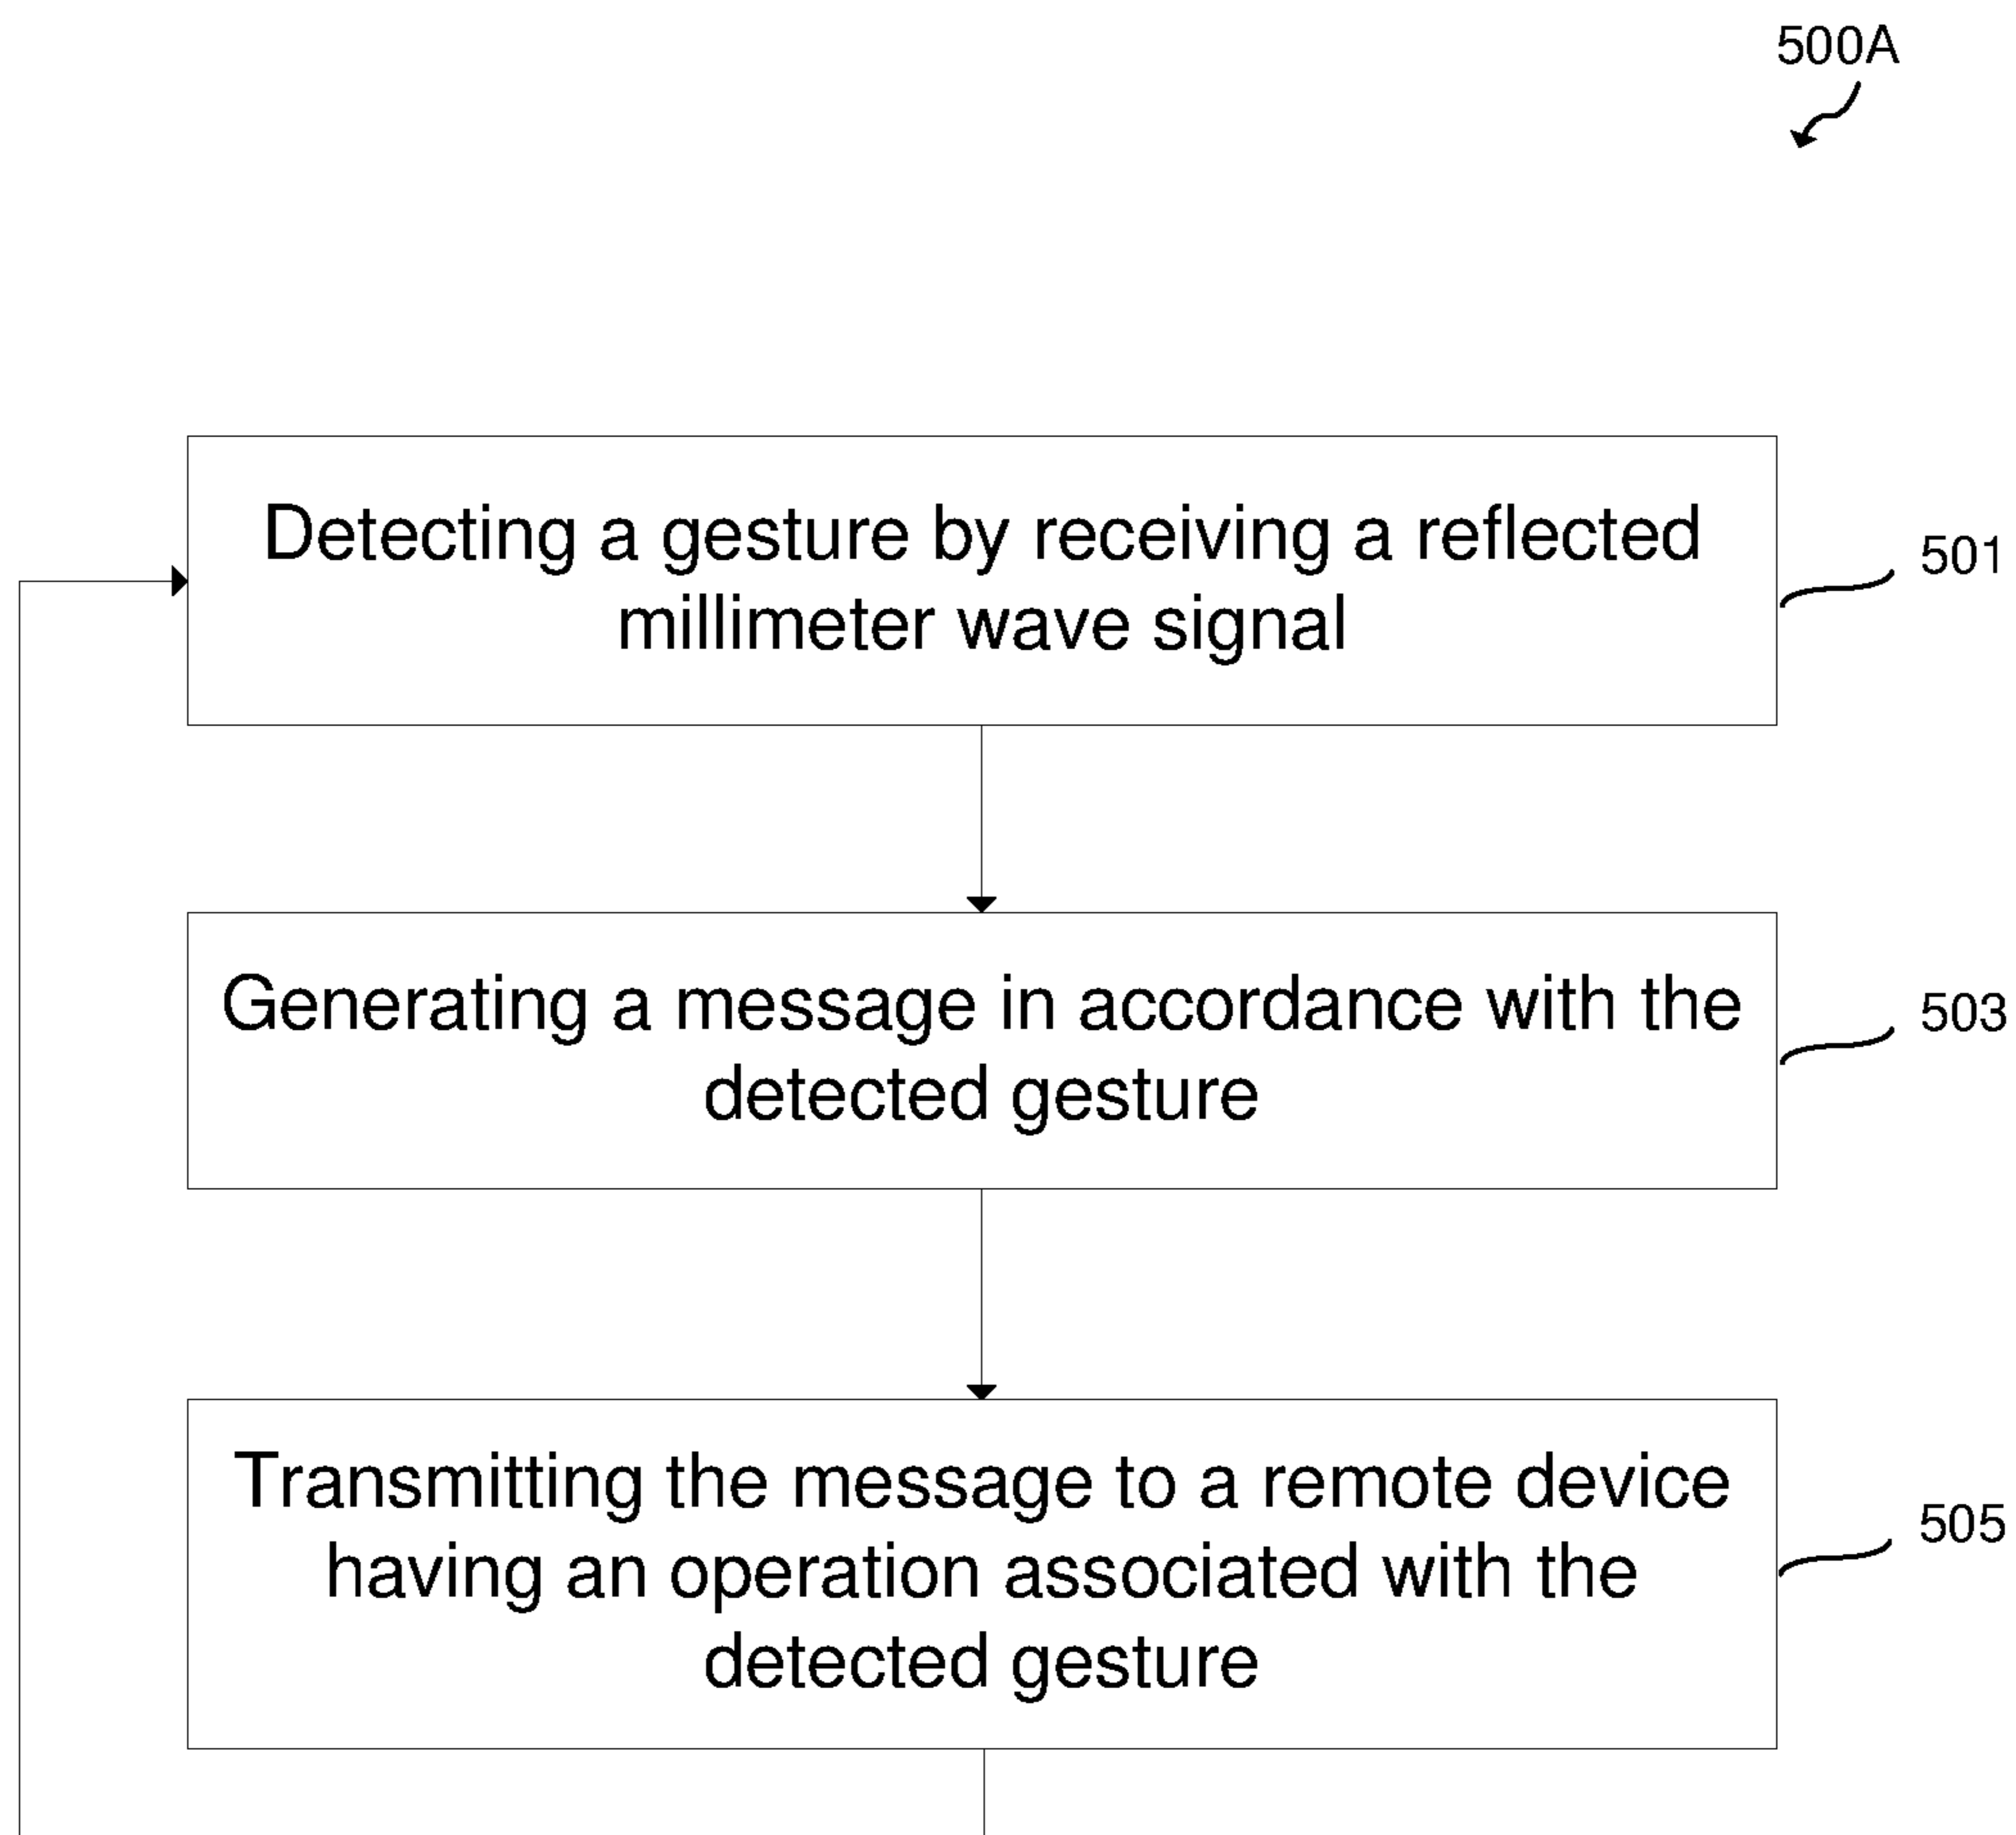 500A
Detecting a gesture by receiving a reflected
millimeter wave signal
501
Generating a message in accordance with the
detected gesture
503
Transmitting the message to a remote device
having an operation associated with the
detected gesture
505